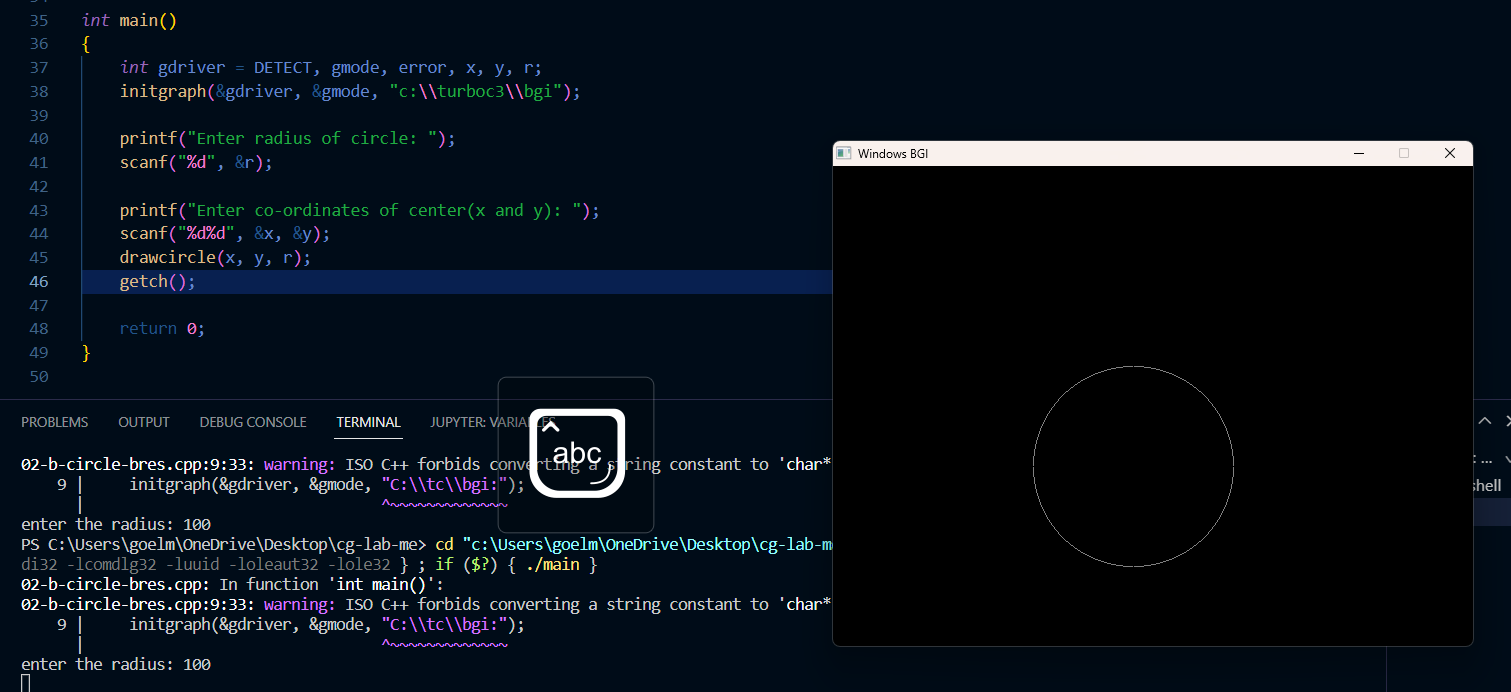 35 int main()
36 {
37 int gdriver = DETECT, gmode, error, x, y, r;
38 initgraph(&gdriver, &gmode, "c:\\turboc3\\bgi");
39
40 printf("Enter radius of circle: ");
41 scanf("%d", &r);
42
43 printf("Enter co-ordinates of center(x and y): ");
44 scanf("%d%d", &x, &y);
45 drawcircle(x, y, r);
46 getch();
47
48 return 0;
49 }
50
Windows BGI
PROBLEMS OUTPUT DEBUG CONSOLE TERMINAL JUPYTER: VARIABLES
abc
02-b-circle-bres.cpp:9:33: warning: ISO C++ forbids converting a string constant to 'char*
9 | initgraph(&gdriver, &gmode, "C:\\tc\\bgi:");
| ^~~~~~~~~~~~~~
enter the radius: 100
PS C:\Users\goelm\OneDrive\Desktop\cg-lab-me> cd "c:\Users\goelm\OneDrive\Desktop\cg-lab-m
di32 -lcomdlg32 -luuid -loleaut32 -lole32 } ; if ($?) { ./main }
02-b-circle-bres.cpp: In function 'int main()':
02-b-circle-bres.cpp:9:33: warning: ISO C++ forbids converting a string constant to 'char*
9 | initgraph(&gdriver, &gmode, "C:\\tc\\bgi:");
| ^~~~~~~~~~~~~~
enter the radius: 100
: ...
shell